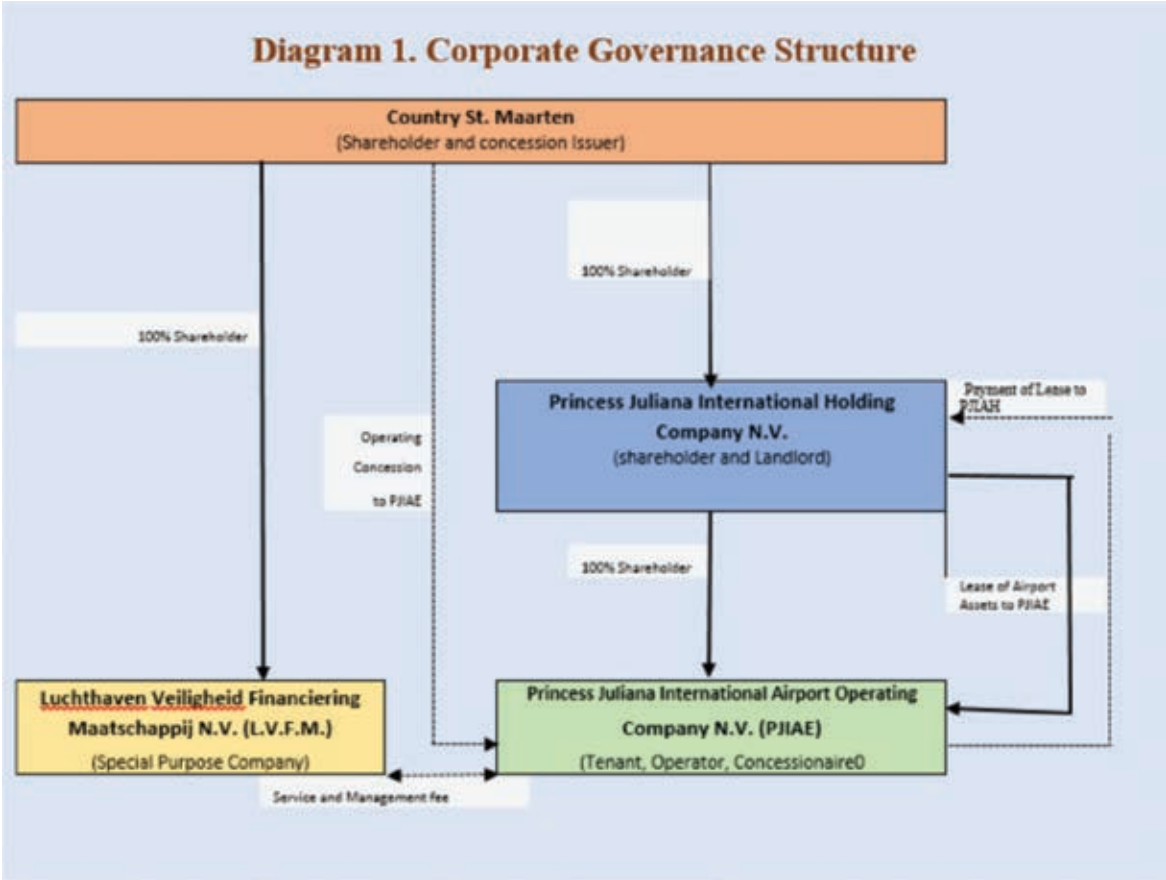 Diagram 1. Corporate Governance Structure
Country St. Maarten
(Shareholder and concession Issuer)
100% Shareholder
100% Shareholder
Princess Juliana International Holding
Company N.V.
(shareholder and Landlord)
Payment of Lease to
PJIAH
Operating
Concession
to PJIAE
100% Shareholder
Lease of Airport
Assets to PJIAE
Luchthaven Veiligheid Financiering
Maatschappij N.V. (L.V.F.M.)
(Special Purpose Company)
Princess Juliana International Airport Operating
Company N.V. (PJIAE)
(Tenant, Operator, Concessionaire0
Service and Management fee